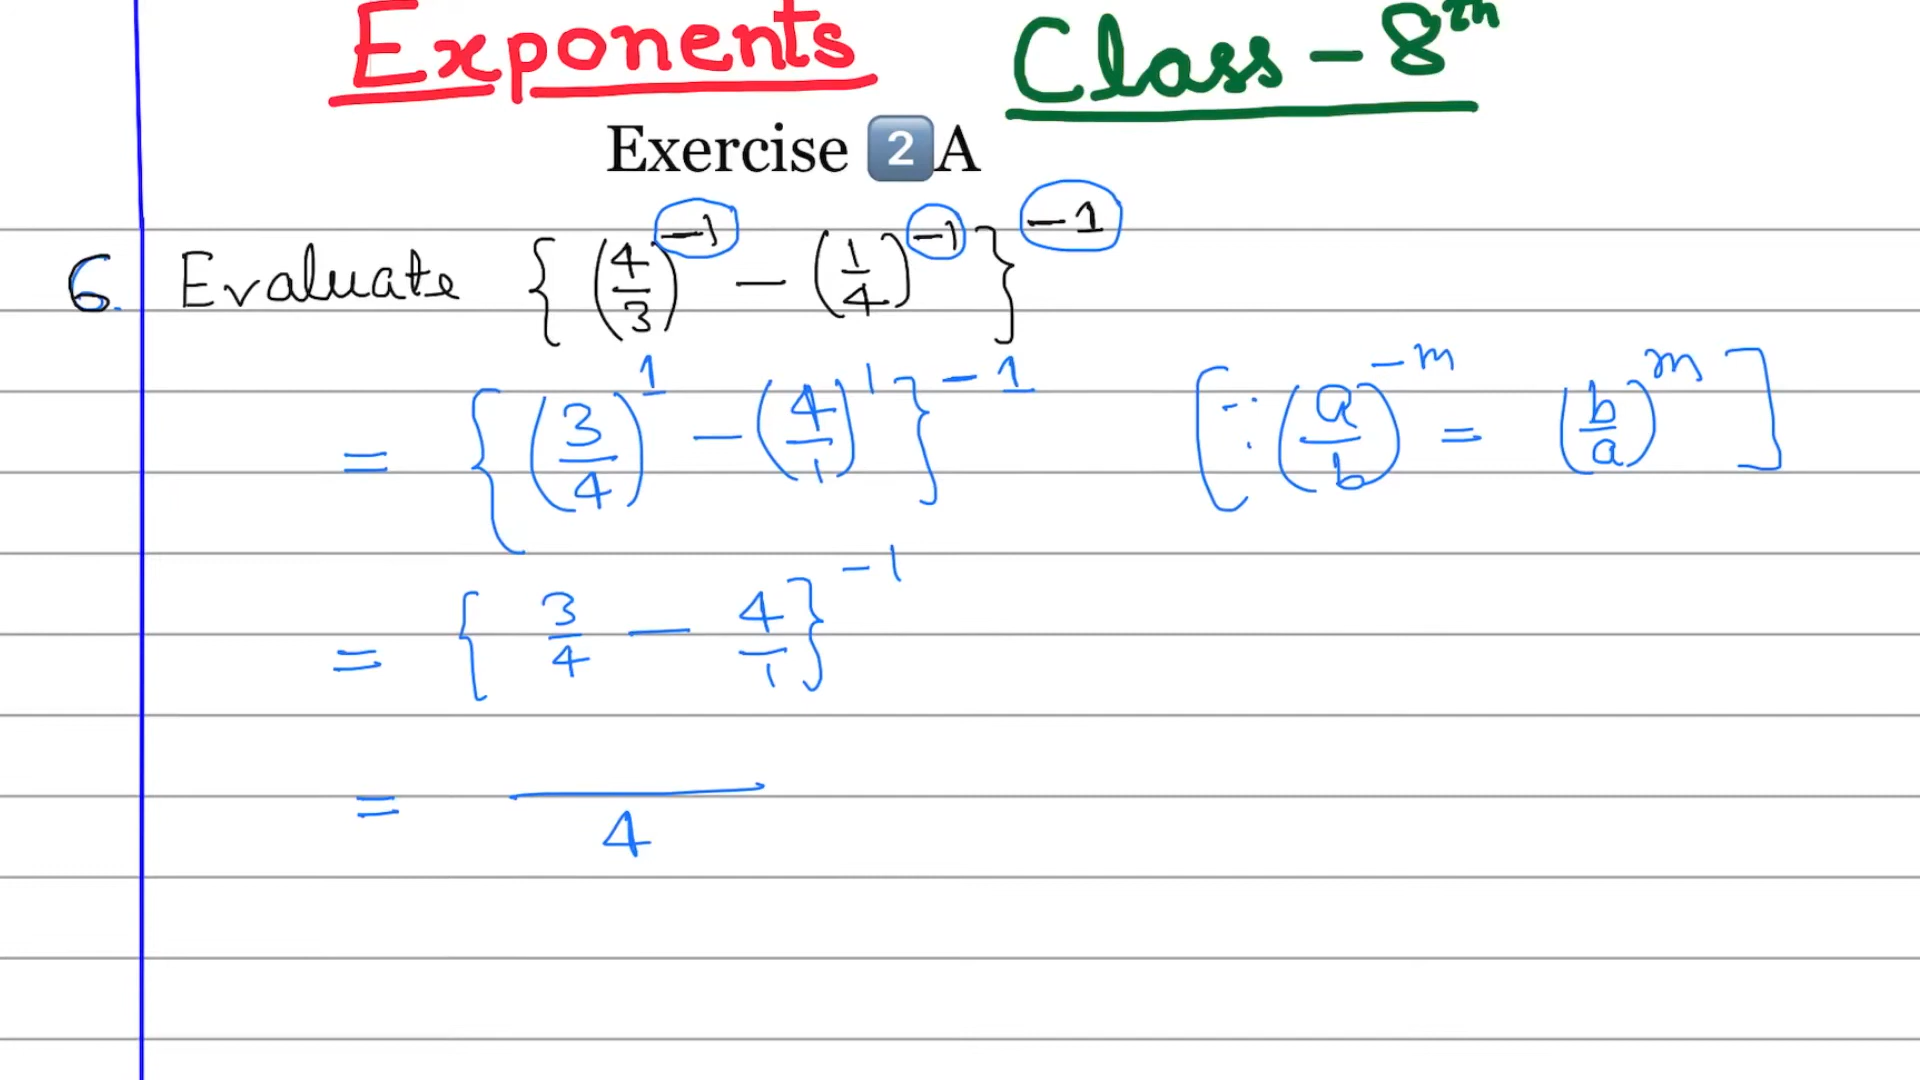 Exponents Class - 8th
Exercise 2️⃣A
6. Evaluate {(4/3)^-1 - (1/4)^-1}^-1
= {(3/4)^1 - (4/1)^1}^-1 [∵ (a/b)^-m = (b/a)^m]
= {3/4 - 4/1}^-1
= ―/4